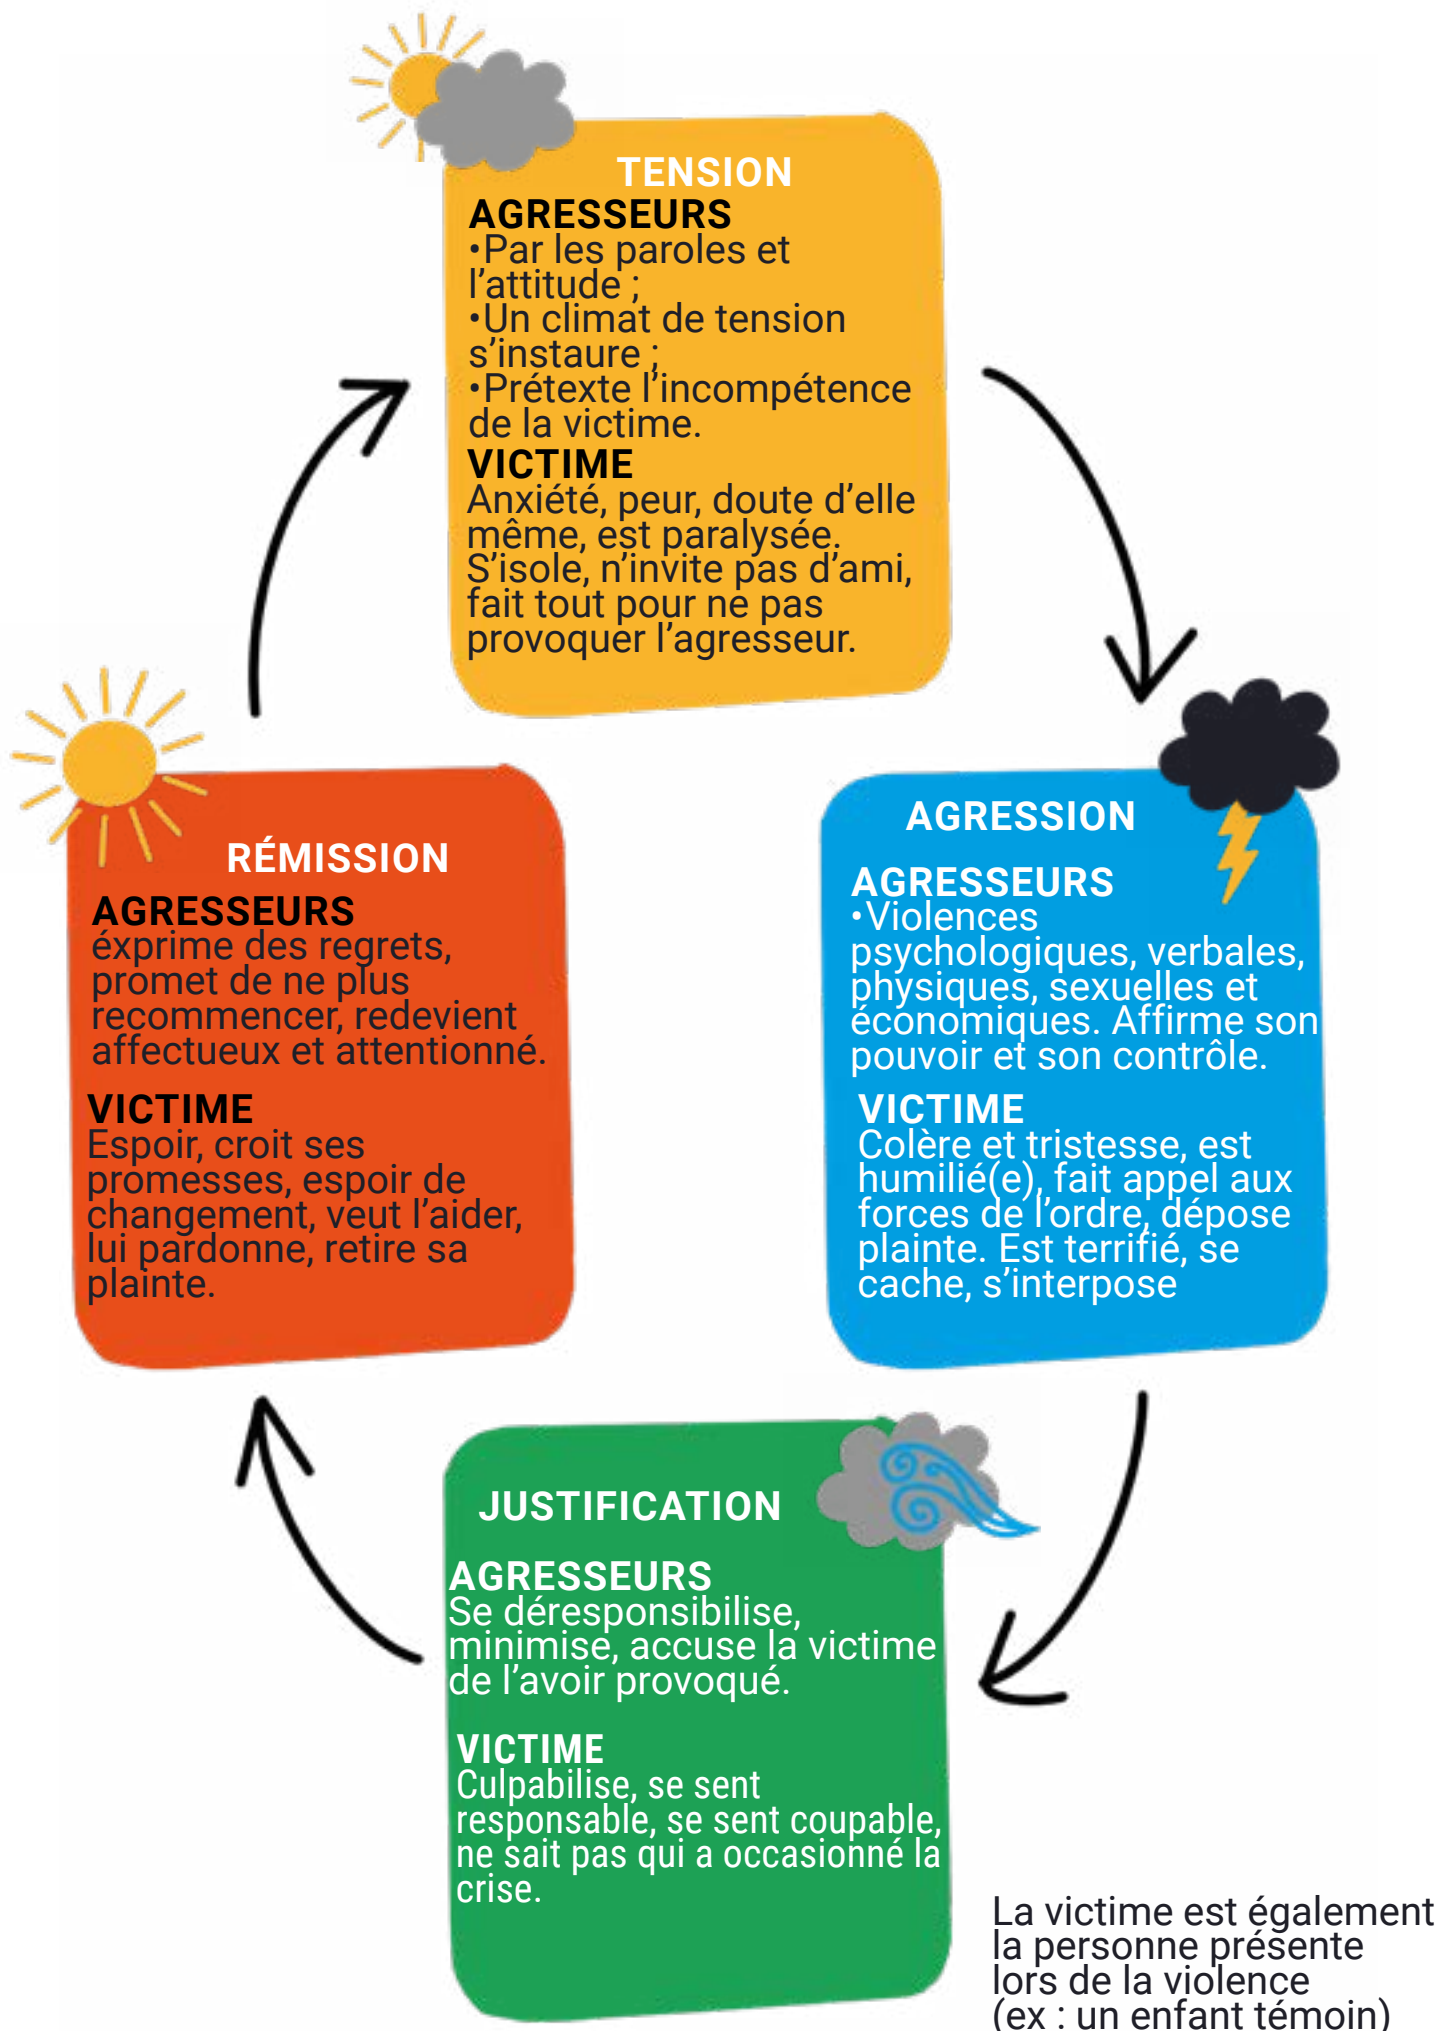 TENSION
AGRESSEURS
•Par les paroles et
l’attitude ;
•Un climat de tension
s’instaure ;
•Prétexte l’incompétence
de la victime.
VICTIME
Anxiété, peur, doute d’elle
même, est paralysée.
S’isole, n’invite pas d’ami,
fait tout pour ne pas
provoquer l’agresseur.
AGRESSION
AGRESSEURS
•Violences
psychologiques, verbales,
physiques, sexuelles et
économiques. Affirme son
pouvoir et son contrôle.
VICTIME
Colère et tristesse, est
humilié(e), fait appel aux
forces de l’ordre, dépose
plainte. Est terrifié, se
cache, s’interpose
JUSTIFICATION
AGRESSEURS
Se déresponsibilise,
minimise, accuse la victime
de l’avoir provoqué.
VICTIME
Culpabilise, se sent
responsable, se sent coupable,
ne sait pas qui a occasionné la
crise.
RÉMISSION
AGRESSEURS
éxprime des regrets,
promet de ne plus
recommencer, redevient
affectueux et attentionné.
VICTIME
Espoir, croit ses
promesses, espoir de
changement, veut l’aider,
lui pardonne, retire sa
plainte.
La victime est également
la personne présente
lors de la violence
(ex : un enfant témoin)